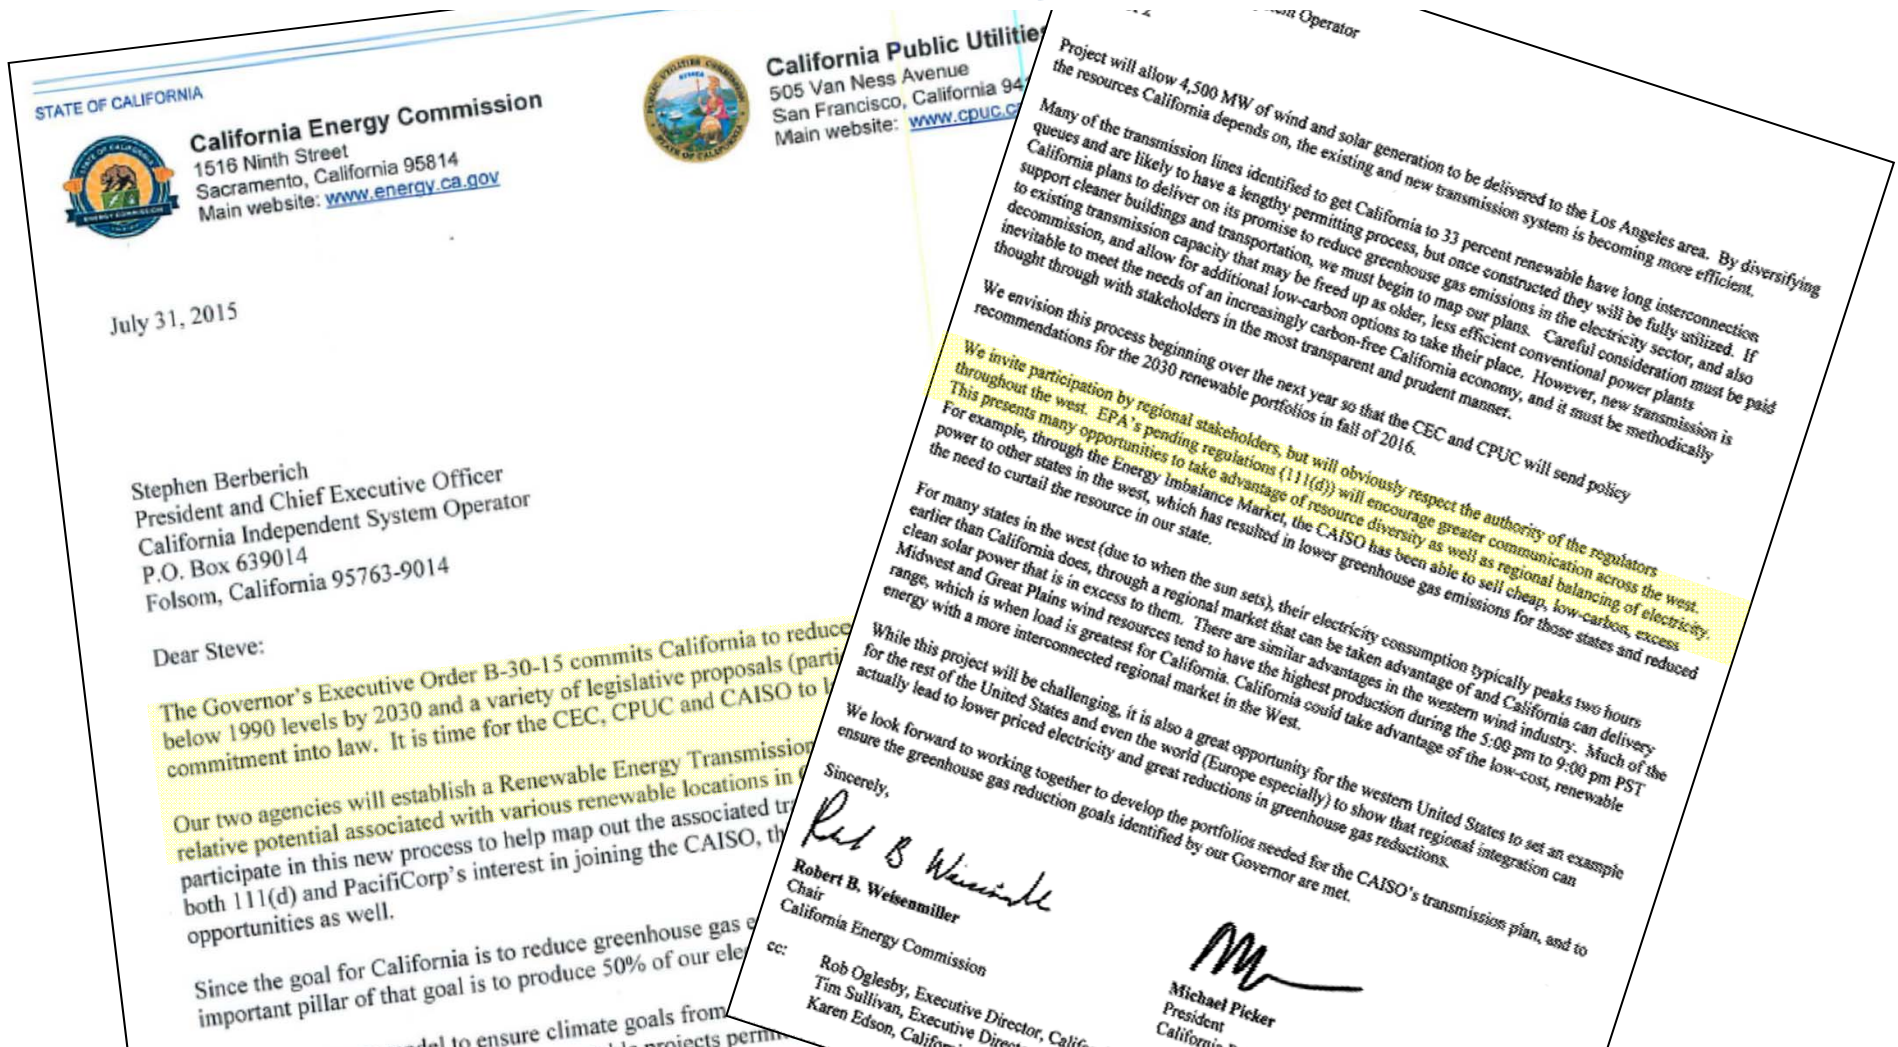 STATE OF CALIFORNIA
California Energy Commission
1516 Ninth Street
Sacramento, California 95814
Main website: www.energy.ca.gov
California Public Utilities
505 Van Ness Avenue
San Francisco, California 94
Main website: www.cpuc.c
July 31, 2015
Stephen Berberich
President and Chief Executive Officer
California Independent System Operator
P.O. Box 639014
Folsom, California 95763-9014
Dear Steve:
The Governor's Executive Order B-30-15 commits California to reduce
below 1990 levels by 2030 and a variety of legislative proposals (parti
commitment into law. It is time for the CEC, CPUC and CAISO to
Our two agencies will establish a Renewable Energy Transmission
relative potential associated with various renewable locations in
participate in this new process to help map out the associated
both 111(d) and PacifiCorp's interest in joining the CAISO, th
opportunities as well.
Since the goal for California is to reduce greenhouse gas
important pillar of that goal is to produce 50% of our
to ensure climate goals from
projects
Operator
Project will allow 4,500 MW of wind and solar generation to be delivered to the Los Angeles area. By diversifying
the resources California depends on, the existing and new transmission system is becoming more efficient.
Many of the transmission lines identified to get California to 33 percent renewable have long interconnection
queues and are likely to have a lengthy permitting process, but once constructed they will be fully utilized. If
California plans to deliver on its promise to reduce greenhouse gas emissions in the electricity sector, and also
support cleaner buildings and transportation, we must begin to map our plans. Careful consideration must be paid
to existing transmission capacity that may be freed up as older, less efficient conventional power plants
decommission, and allow for additional low-carbon options to take their place. However, new transmission is
inevitable to meet the needs of an increasingly carbon-free California economy, and it must be methodically
thought through with stakeholders in the most transparent and prudent manner.
We envision this process beginning over the next year so that the CEC and CPUC will send policy
recommendations for the 2030 renewable portfolios in fall of 2016.
We invite participation by regional stakeholders, but will obviously respect the authority of the regulators
throughout the west. EPA's pending regulations (111(d)) will encourage greater communication across the west.
This presents many opportunities to take advantage of resource diversity as well as regional balancing of electricity.
For example, through the Energy Imbalance Market, the CAISO has been able to sell cheap, low-carbon, excess
power to other states in the west, which has resulted in lower greenhouse gas emissions for those states and reduced
the need to curtail the resource in our state.
For many states in the west (due to when the sun sets), their electricity consumption typically peaks two hours
earlier than California does, through a regional market that can be taken advantage of and California can delivery
clean solar power that is in excess to them. There are similar advantages in the western wind industry. Much of the
Midwest and Great Plains wind resources tend to have the highest production during the 5:00 pm to 9:00 pm PST
range, which is when load is greatest for California. California could take advantage of the low-cost, renewable
energy with a more interconnected regional market in the West.
While this project will be challenging, it is also a great opportunity for the western United States to set an example
for the rest of the United States and even the world (Europe especially) to show that regional integration can
actually lead to lower priced electricity and great reductions in greenhouse gas reductions.
We look forward to working together to develop the portfolios needed for the CAISO's transmission plan, and to
ensure the greenhouse gas reduction goals identified by our Governor are met.
Sincerely,
Robert B. Weisenmiller
Chair
California Energy Commission
Michael Picker
President
California
cc:
Rob Oglesby, Executive Director,
Tim Sullivan, Executive
Karen Edson,